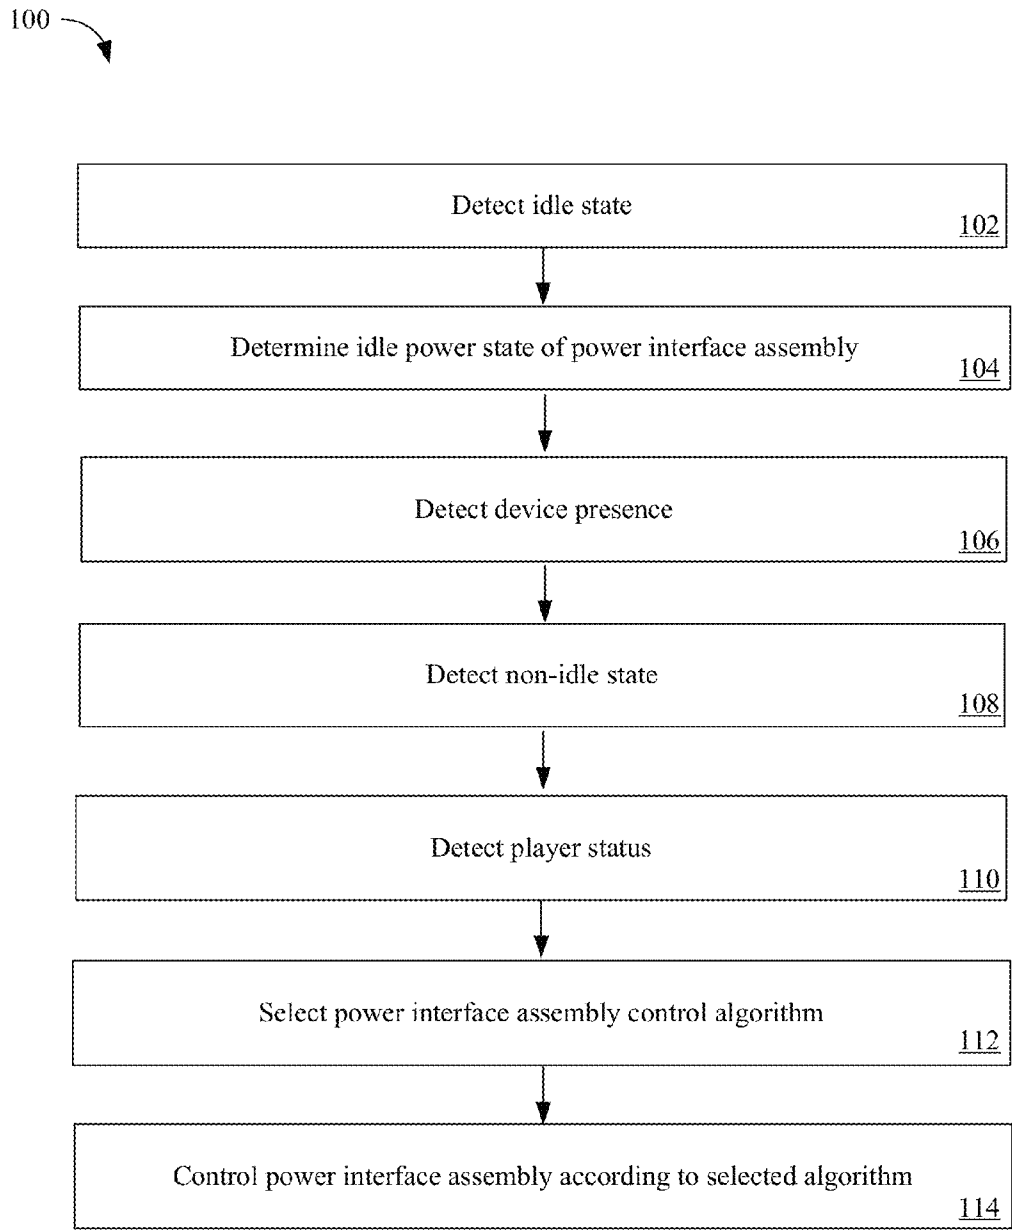 100
Detect idle state
102
Determine idle power state of power interface assembly
104
Detect device presence
106
Detect non-idle state
108
Detect player status
110
Select power interface assembly control algorithm
112
Control power interface assembly according to selected algorithm
114